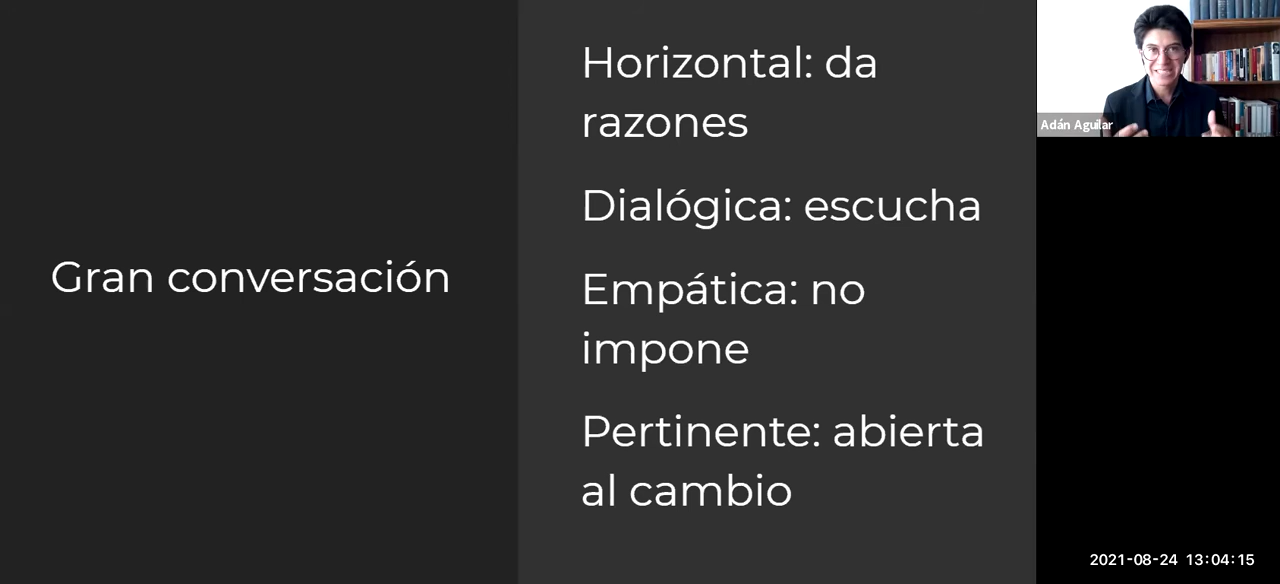 Gran conversación
Horizontal: da
razones
Dialógica: escucha
Empática: no
impone
Pertinente: abierta
al cambio
Adán Aguilar
2021-08-24 13:04:15